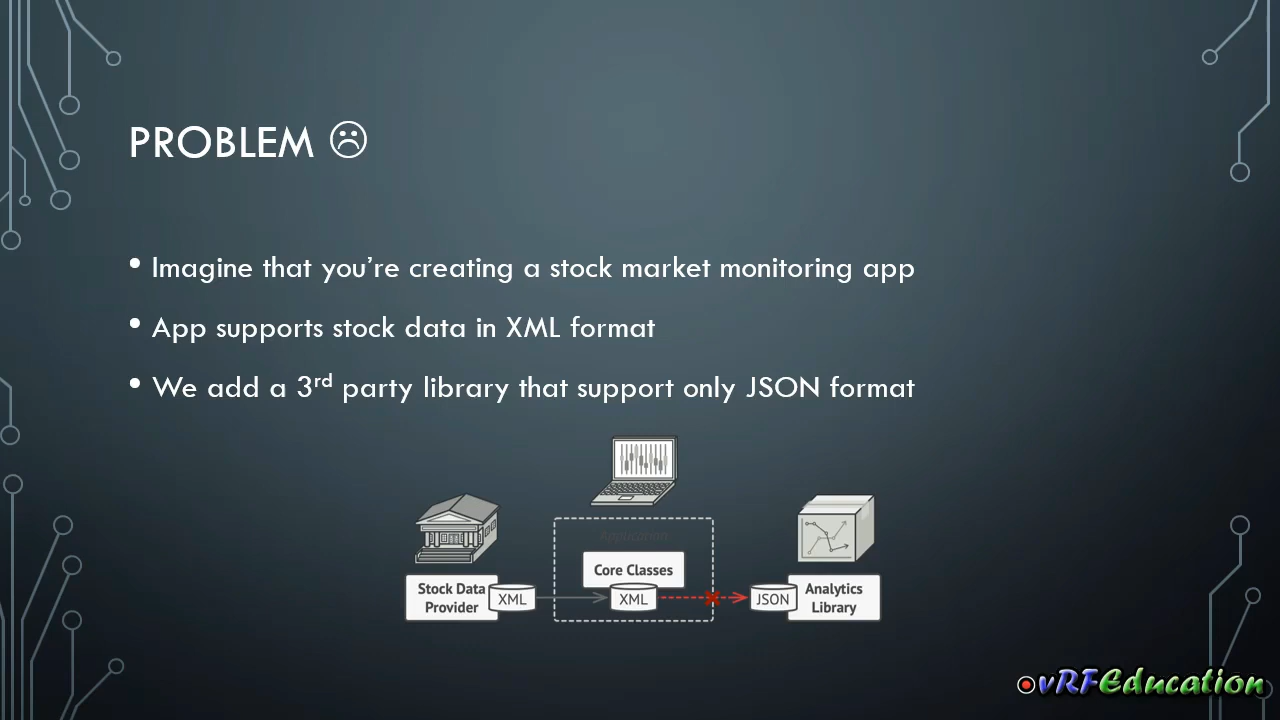 PROBLEM ☹
• Imagine that you're creating a stock market monitoring app
• App supports stock data in XML format
• We add a 3rd party library that support only JSON format
Application
Core Classes
Stock Data
Provider
XML
XML
JSON
Analytics
Library
vRFEducation